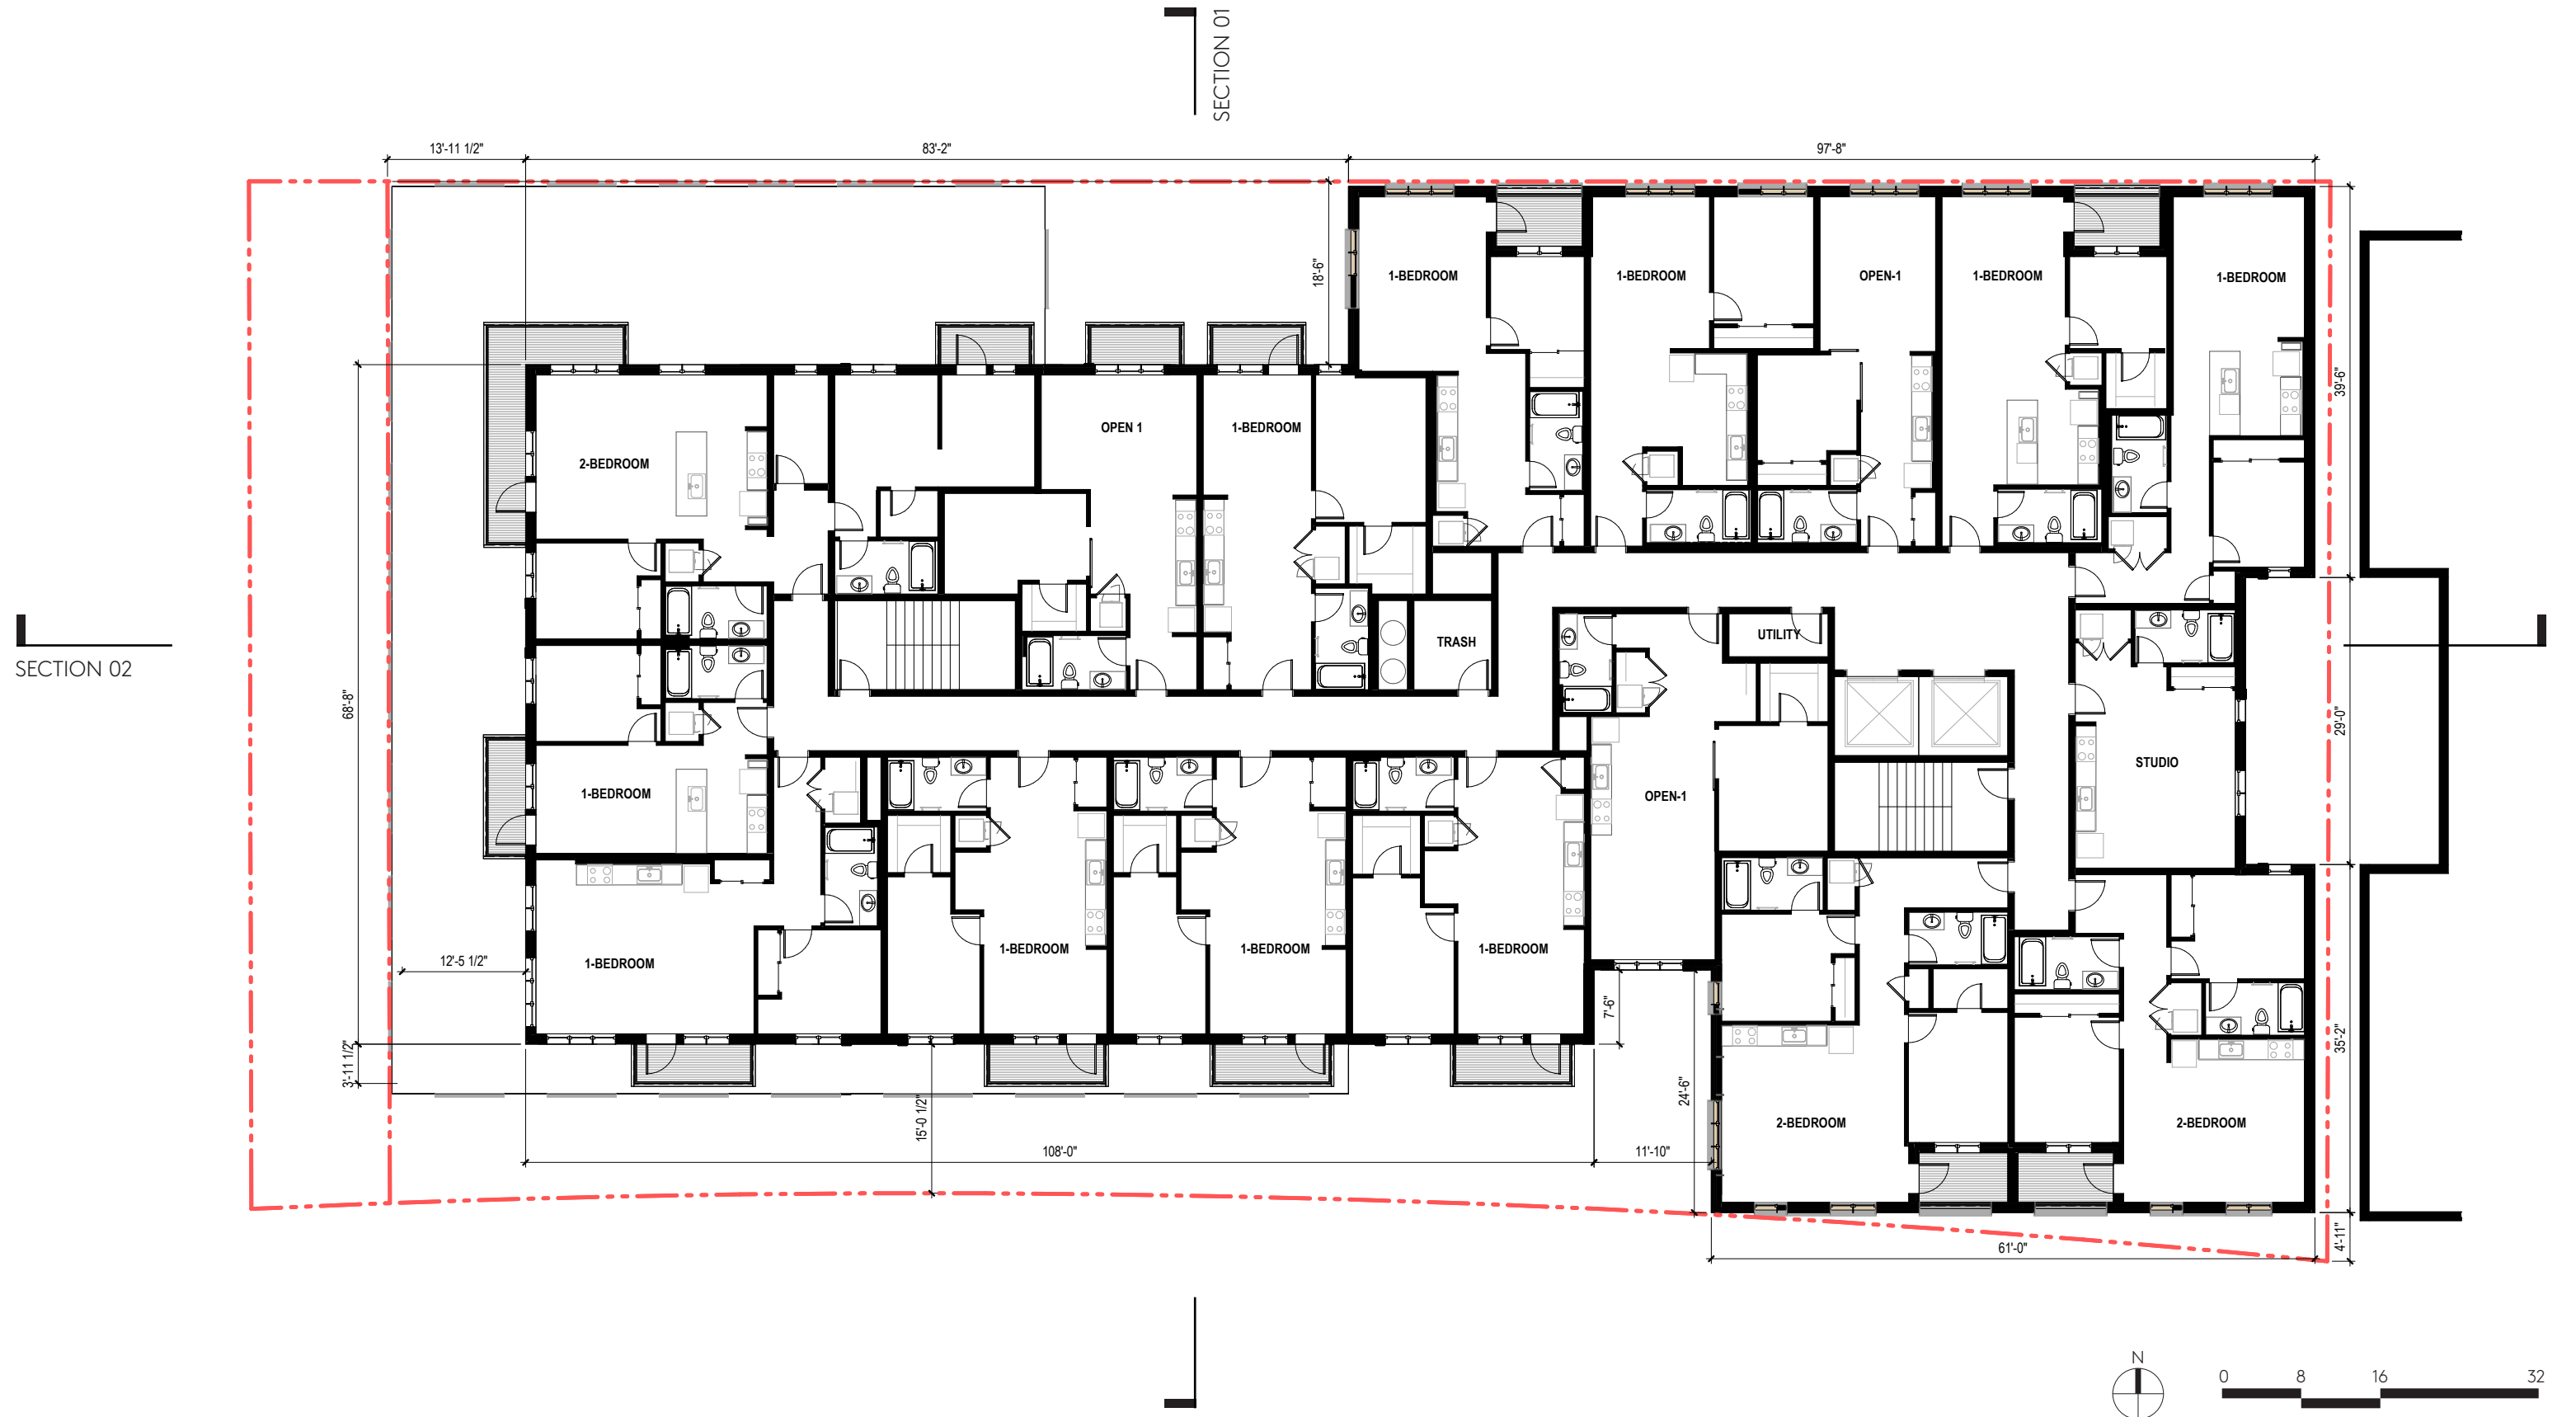 SECTION 01
13'-11 1/2"
83'-2"
97'-8"
18'-6"
1-BEDROOM
1-BEDROOM
OPEN-1
1-BEDROOM
1-BEDROOM
39'-6"
OPEN 1
1-BEDROOM
2-BEDROOM
TRASH
UTILITY
SECTION 02
68'-8"
29'-0"
STUDIO
1-BEDROOM
OPEN-1
1-BEDROOM
1-BEDROOM
1-BEDROOM
1-BEDROOM
12'-5 1/2"
7'-6"
35'-2"
3'-11 1/2"
24'-6"
15'-0 1/2"
2-BEDROOM
2-BEDROOM
108'-0"
11'-10"
61'-0"
4'-11"
N
0 8 16 32